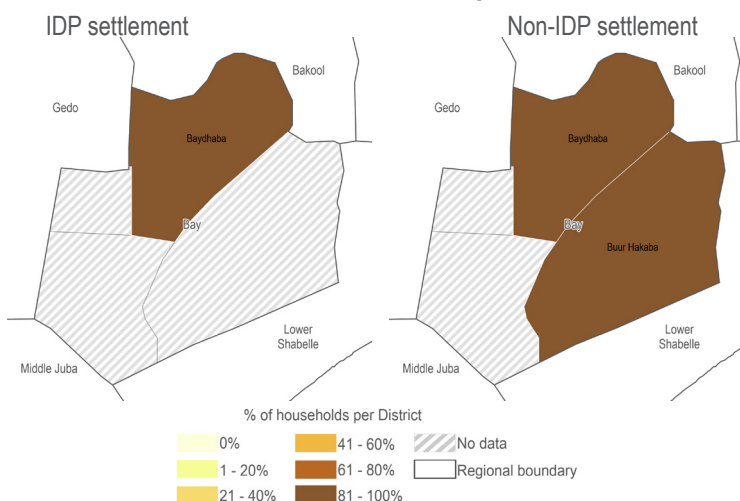 IDP settlement
Non-IDP settlement
Bakool
Gedo
Baydhaba
Bay
Lower
Shabelle
Middle Juba
Bakool
Gedo
Baydhaba
Bay
Buur Hakaba
Lower
Shabelle
Middle Juba
% of households per District
0%
1 - 20%
21 - 40%
41 - 60%
61 - 80%
81 - 100%
No data
Regional boundary